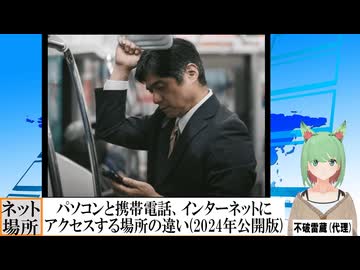 ネット
場所
パソコンと携帯電話、インターネットに
アクセスする場所の違い(2024年公開版)
不破雷蔵(代理)